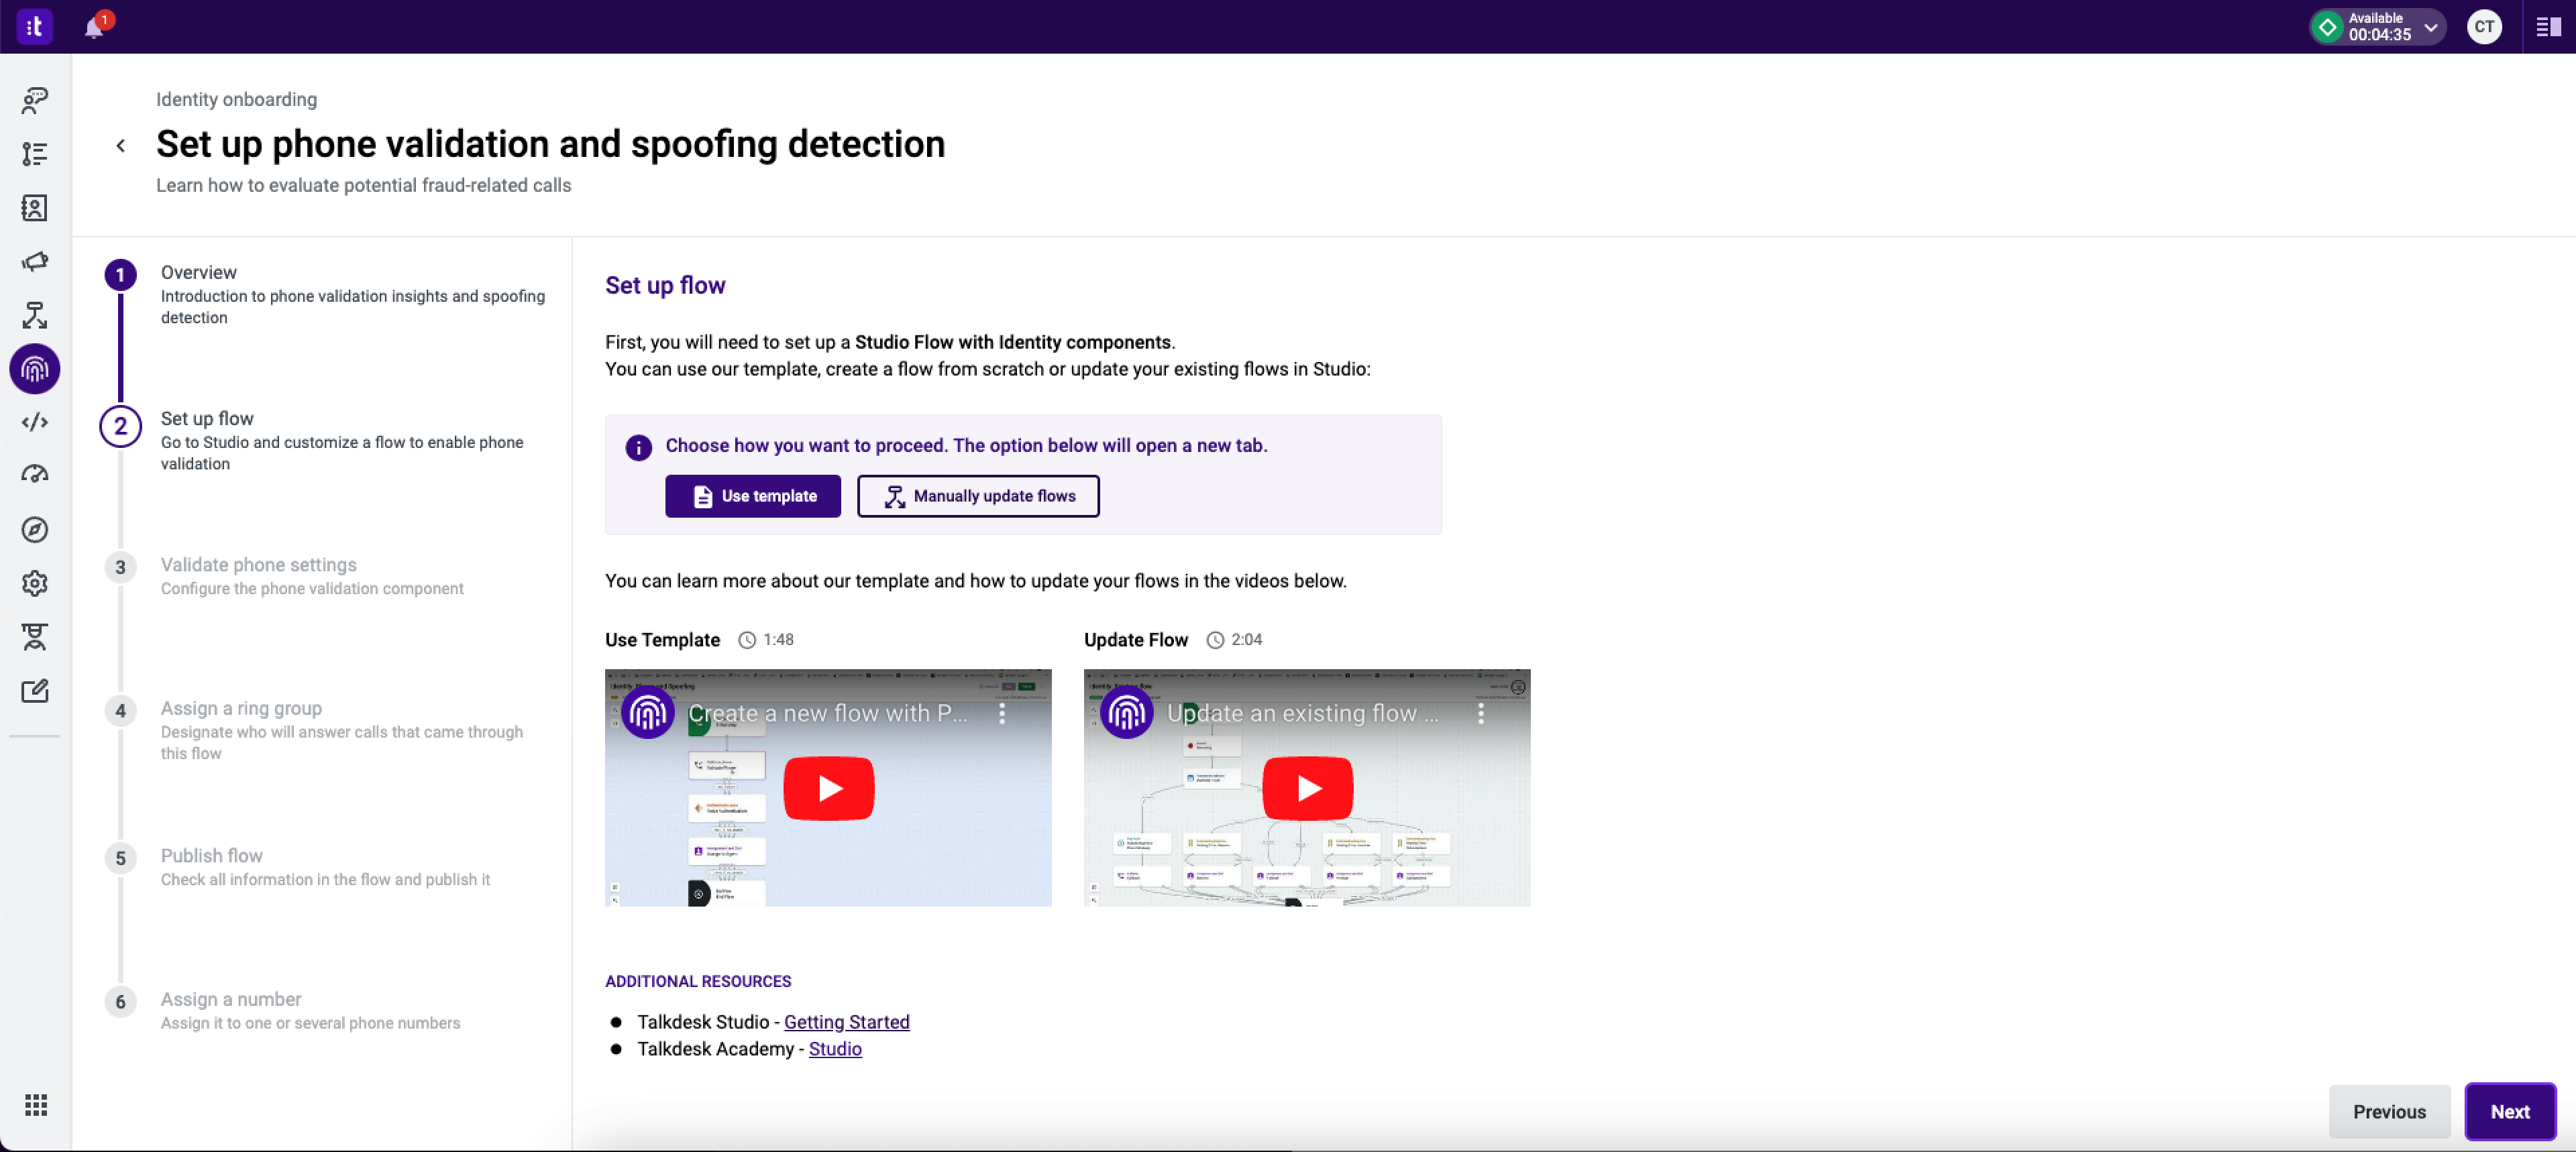 :t
1
Available
00:04:35
CT
Identity onboarding
Set up phone validation and spoofing detection
Learn how to evaluate potential fraud-related calls
1
Overview
Introduction to phone validation insights and spoofing
detection
2
Set up flow
Go to Studio and customize a flow to enable phone
validation
3
Validate phone settings
Configure the phone validation component
4
Assign a ring group
Designate who will answer calls that came through
this flow
5
Publish flow
Check all information in the flow and publish it
6
Assign a number
Assign it to one or several phone numbers
Set up flow
First, you will need to set up a Studio Flow with Identity components.
You can use our template, create a flow from scratch or update your existing flows in Studio:
Choose how you want to proceed. The option below will open a new tab.
Use template
Manually update flows
You can learn more about our template and how to update your flows in the videos below.
Use Template 1:48
Update Flow 2:04
Create a new flow with P...
Update an existing flow ...
ADDITIONAL RESOURCES
Talkdesk Studio - Getting Started
Talkdesk Academy - Studio
Previous
Next